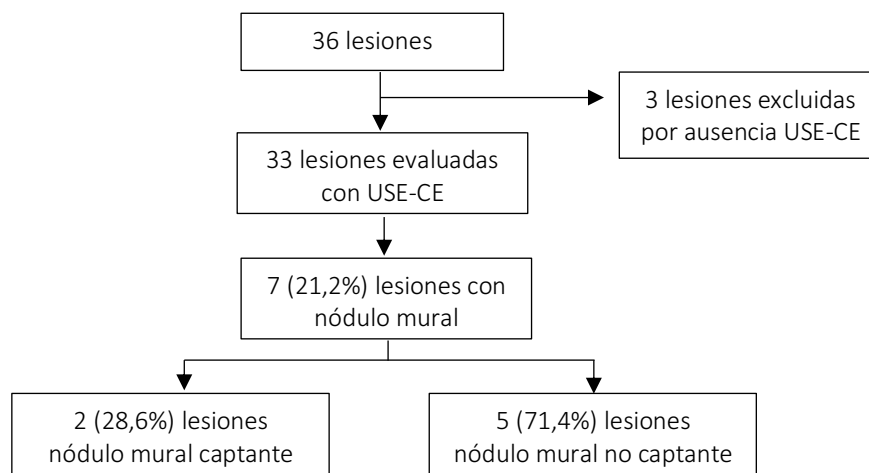 36 lesiones
3 lesiones excluidas
por ausencia USE-CE
33 lesiones evaluadas
con USE-CE
7 (21,2%) lesiones con
nódulo mural
2 (28,6%) lesiones
nódulo mural captante
5 (71,4%) lesiones
nódulo mural no captante